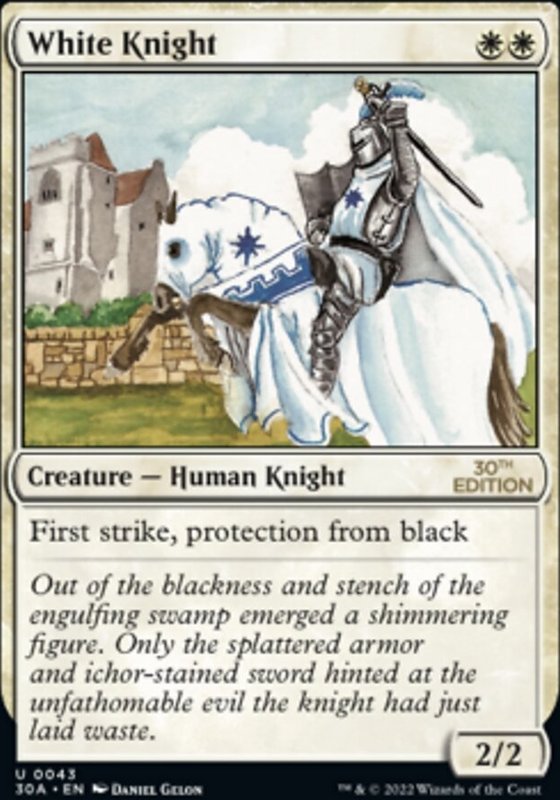 White Knight
Creature — Human Knight
30TH
EDITION
First strike, protection from black
Out of the blackness and stench of the
engulfing swamp emerged a shimmering
figure. Only the splattered armor
and ichor-stained sword hinted at the
unfathomable evil the knight had just
laid waste.
2/2
U 0043
30A • EN Daniel Gelon
™ & © 2022 Wizards of the Coast